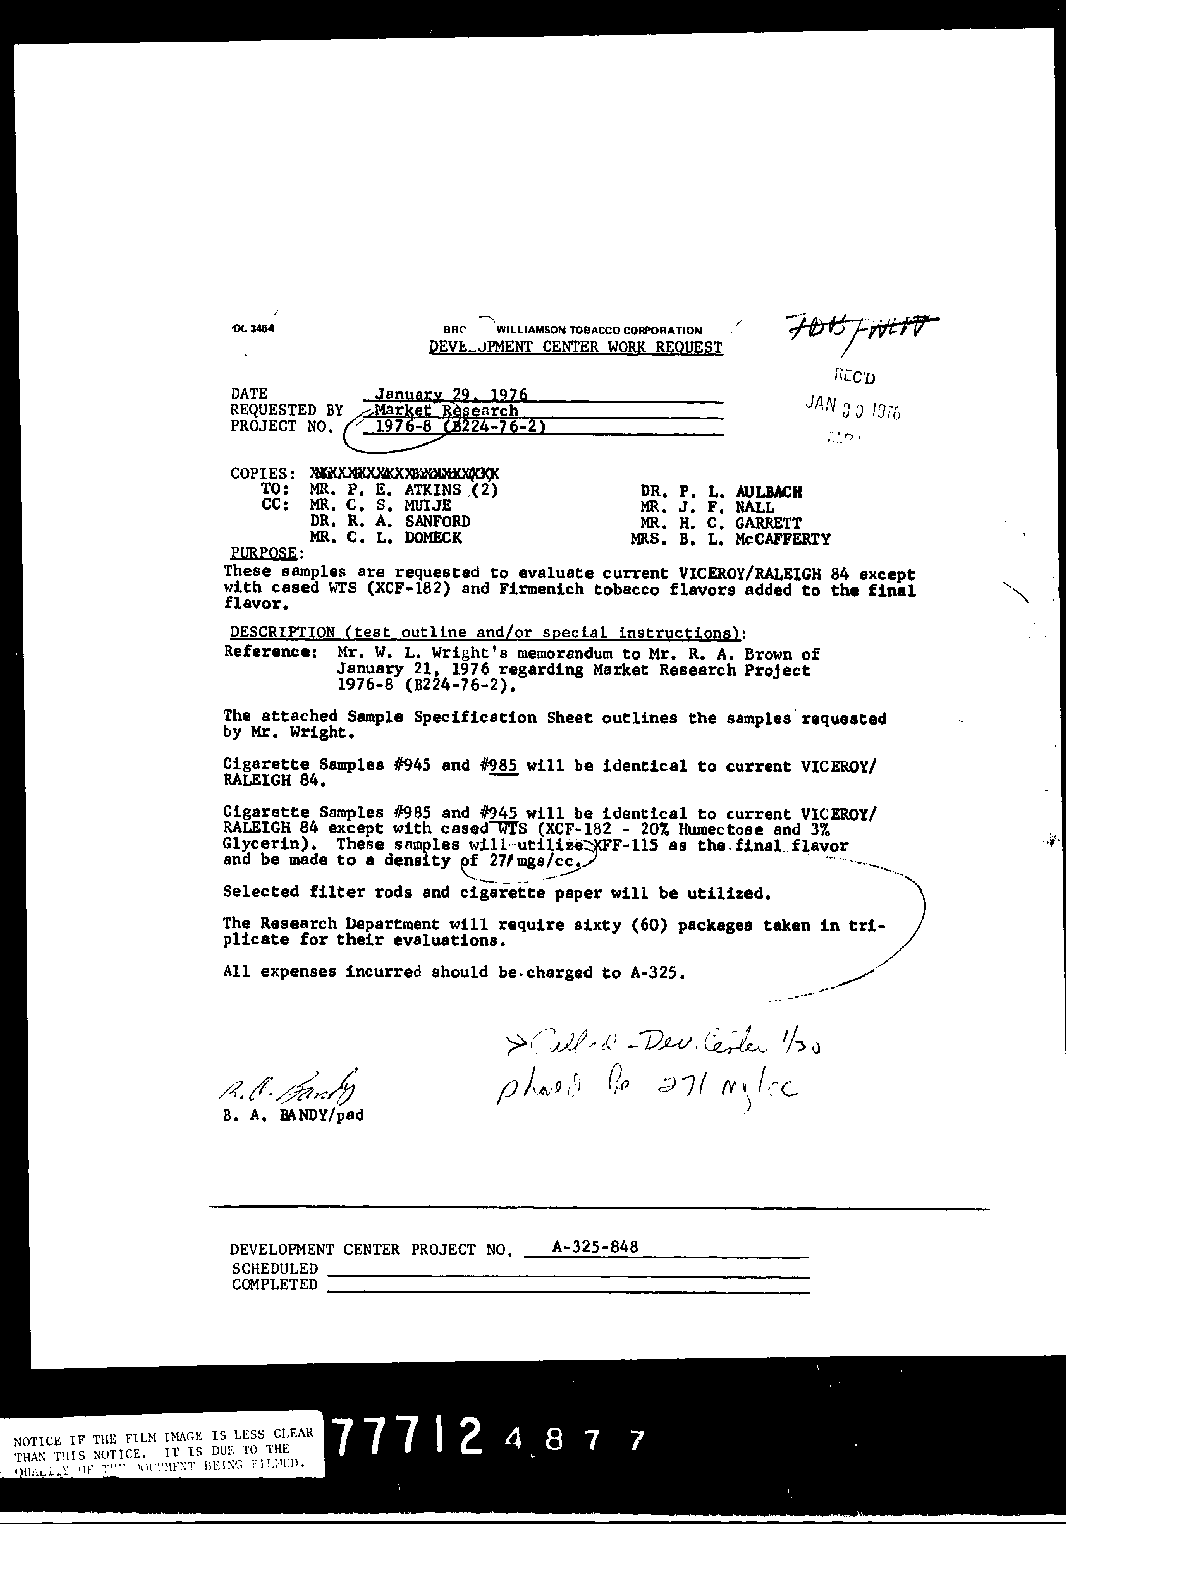 DC 3484
WILLIAMSON TOBACCO CORPORATION
DEVE OPMENT CENTER WORK REQUEST
REC'D
JAN 30 1976
DATE January 29, 1976
REQUESTED BY Market Research
PROJECT NO. 1976-8 (B224-76-2)
COPIES:
TO: MR. P. E. ATKINS (2) DR. P. L. AULBACH
CC: MR. C. S. MUIJE MR. J. F. NALL
DR. R. A. SANFORD MR. H. C. GARRETT
MR. C. L. DOMECK MRS. B. L. McCAFFERTY
PURPOSE:
These samples are requested to evaluate current VICEROY/RALEIGH 84 except
with cased WTS (XCF-182) and Firmenich tobacco flavors added to the final
flavor.
DESCRIPTION (test outline and/or special instructions):
Reference: Mr. W. L. Wright's memorandum to Mr. R. A. Brown of
January 21, 1976 regarding Market Research Project
1976-8 (B224-76-2).
The attached Sample Specification Sheet outlines the samples requested
by Mr. Wright.
Cigarette Samples #945 and #985 will be identical to current VICEROY/
RALEIGH 84.
Cigarette Samples #985 and #945 will be identical to current VICEROY/
RALEIGH 84 except with cased WTS (XCF-182 - 20% Humectose and 3%
Glycerin). These samples will utilize XFF-115 as the final flavor
and be made to a density of 271 mgs/cc.
Selected filter rods and cigarette paper will be utilized.
The Research Department will require sixty (60) packages taken in tri-
plicate for their evaluations.
All expenses incurred should be charged to A-325.
Dev. Center 1/30
271 mg/cc
B. A. BANDY/pad
DEVELOPMENT CENTER PROJECT NO. A-325-848
SCHEDULED
COMPLETED
NOTICE IF THE FILM IMAGE IS LESS CLEAR
THAN THIS NOTICE. IT IS DUE TO THE
QUALITY OF THE DOCUMENT BEING FILMED.
77712 4877